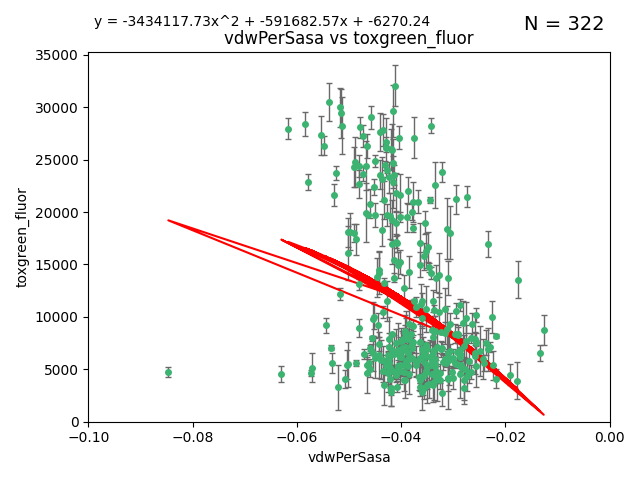 y = -3434117.73x^2 + -591682.57x + -6270.24
N = 322
vdwPerSasa vs toxgreen_fluor
toxgreen_fluor
35000
30000
25000
20000
15000
10000
5000
0
−0.10
−0.08
−0.06
−0.04
−0.02
0.00
vdwPerSasa